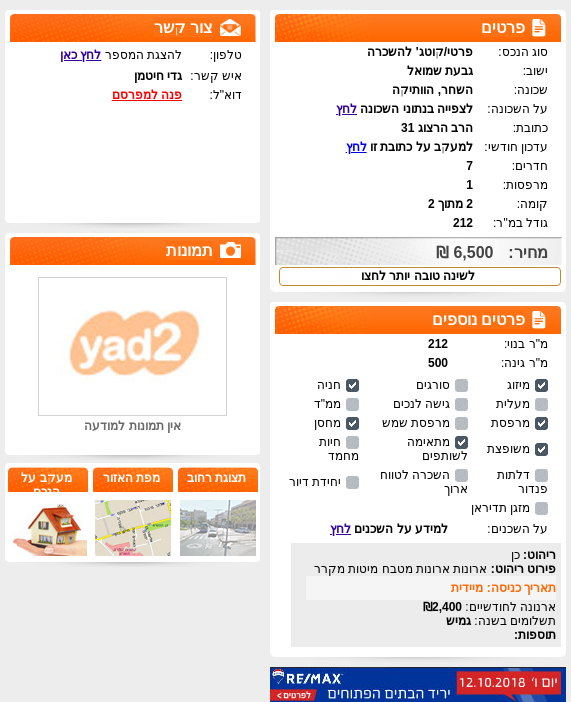 פרטים
סוג הנכס: פרטי/קוטג' להשכרה
ישוב: גבעת שמואל
שכונה: השחר, הוותיקה
על השכונה: לצפייה בנתוני השכונה לחץ
כתובת: הרב הרצוג 31
עדכון חודשי: למעקב על כתובת זו לחץ
חדרים: 7
מרפסות: 1
קומה: 2 מתוך 2
גודל במ"ר: 212
מחיר: 6,500 ₪
לשינה טובה יותר לחצו
פרטים נוספים
מ"ר בנוי: 212
מ"ר גינה: 500
מיזוג סורגים חניה
מעלית גישה לנכים ממ"ד
מרפסת מרפסת שמש מחסן
משופצת מתאימה לשותפים חיות מחמד
דלתות פנדור השכרה לטווח ארוך יחידת דיור
מזגן תדיראן
על השכנים: למידע על השכנים לחץ
ריהוט: כן
פירוט ריהוט: ארונות ארונות מטבח מיטות מקרר
תאריך כניסה: מיידית
ארנונה לחודשיים: 2,400₪
תשלומים בשנה: גמיש
תוספות:
RE/MAX
יום ו' 12.10.2018
יריד הבתים הפתוחים
לפרטים >
צור קשר
טלפון: להצגת המספר לחץ כאן
איש קשר: גדי חיטמן
דוא"ל: פנה למפרסם
תמונות
yad2
אין תמונות למודעה
תצוגת רחוב
מפת האזור
מעקב על
הנכס